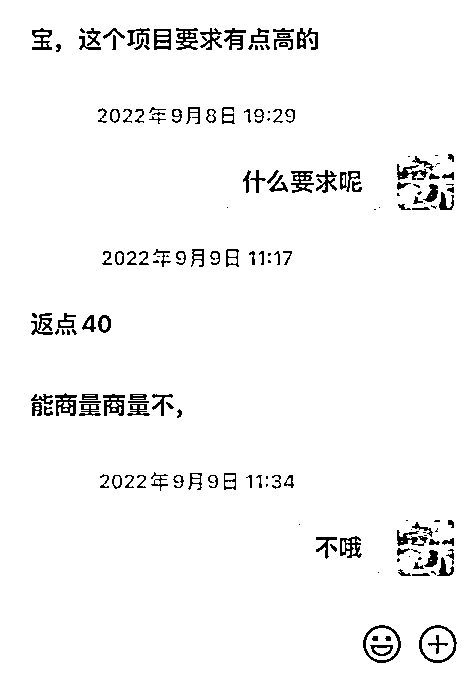 宝，这个项目要求有点高的
2022年9月8日 19:29
什么要求呢
2022年9月9日 11:17
返点40
能商量商量不，
2022年9月9日 11:34
不哦